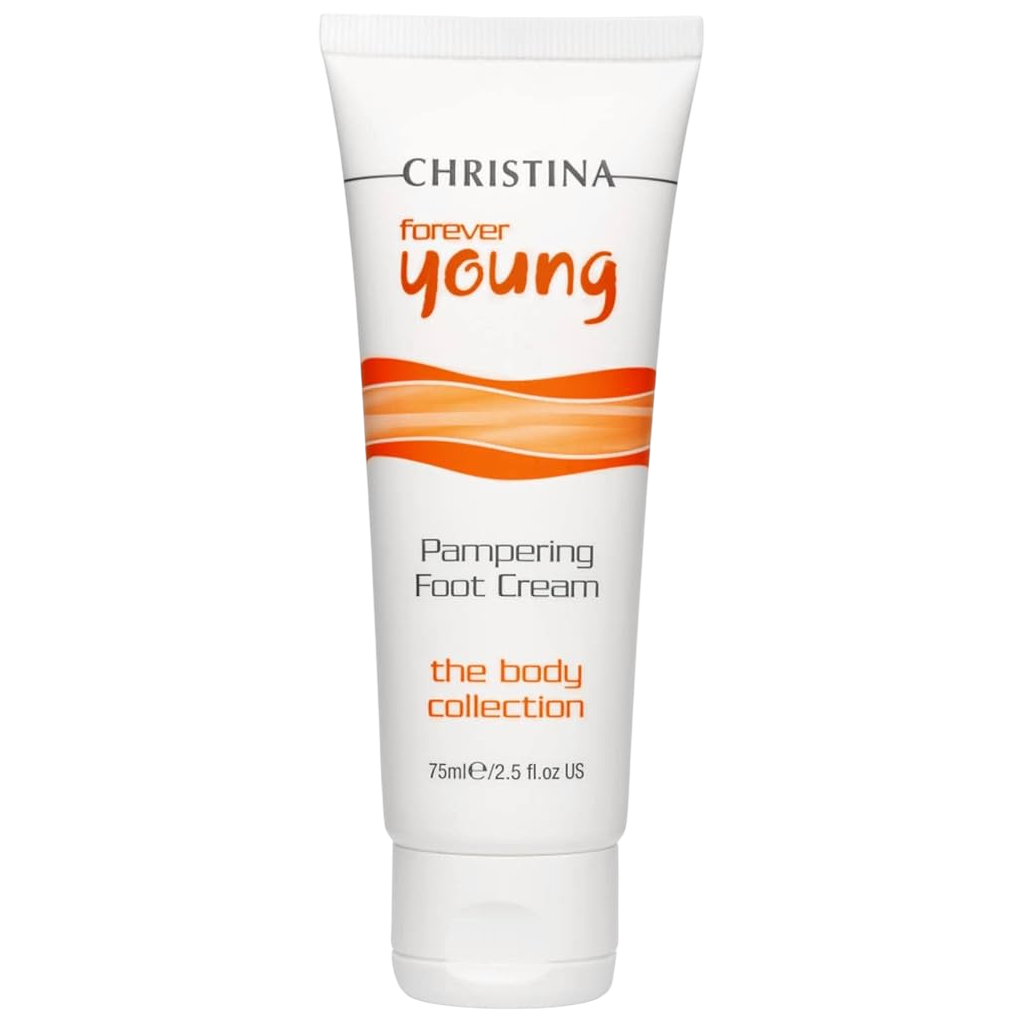 CHRISTINA
forever
young
Pampering
Foot Cream
the body
collection
75ml℮/2.5 fl.oz US